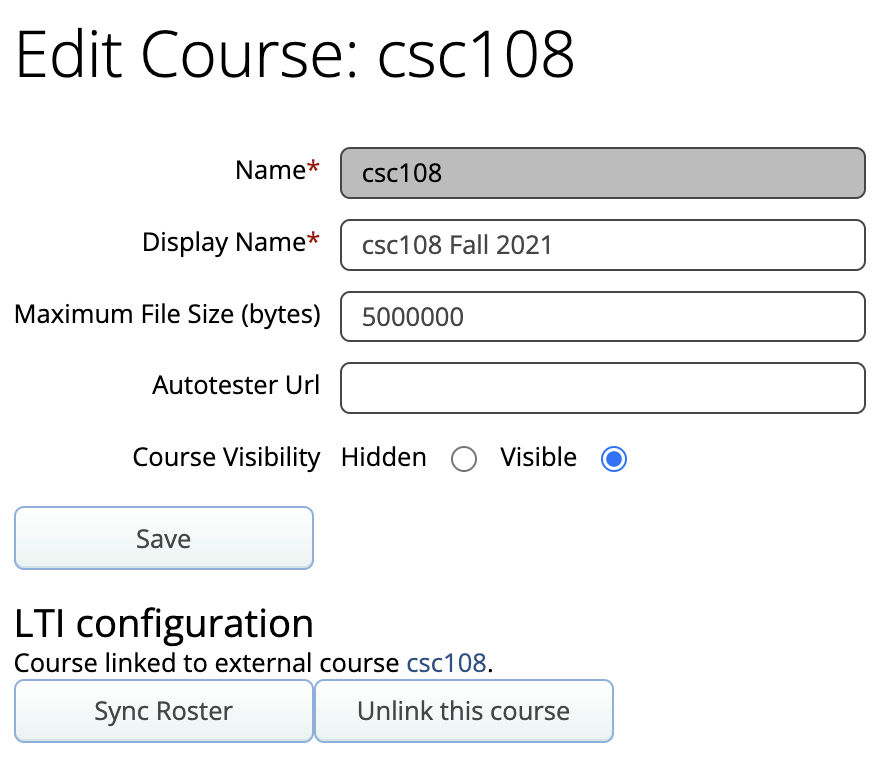 Edit Course: csc108
Name* csc108
Display Name* csc108 Fall 2021
Maximum File Size (bytes) 5000000
Autotester Url
Course Visibility Hidden Visible
Save
LTI configuration
Course linked to external course csc108.
Sync Roster Unlink this course